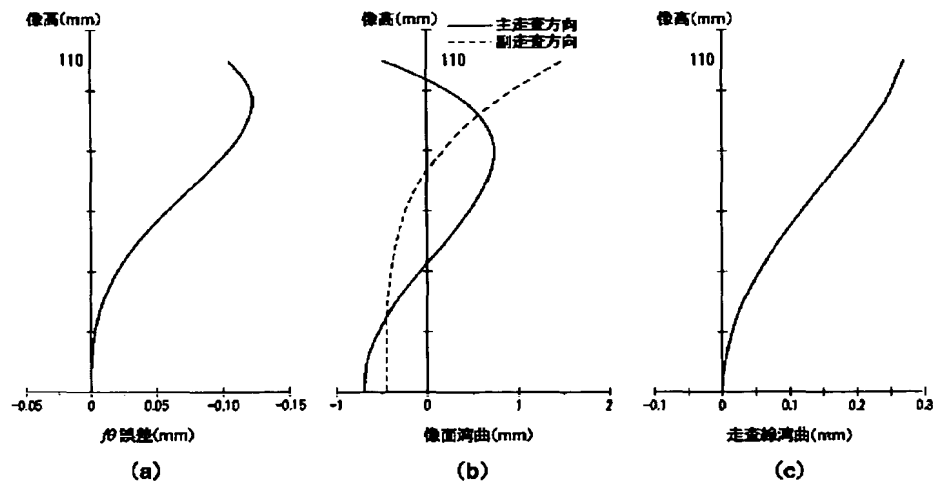 像高(mm)
110
-0.05
0
0.05
-0.10
-0.15
fθ誤差(mm)
(a)
像高(mm)
主走査方向
副走査方向
110
-1
0
1
2
像面湾曲(mm)
(b)
像高(mm)
110
-0.1
0
0.1
0.2
0.3
走査線湾曲(mm)
(c)